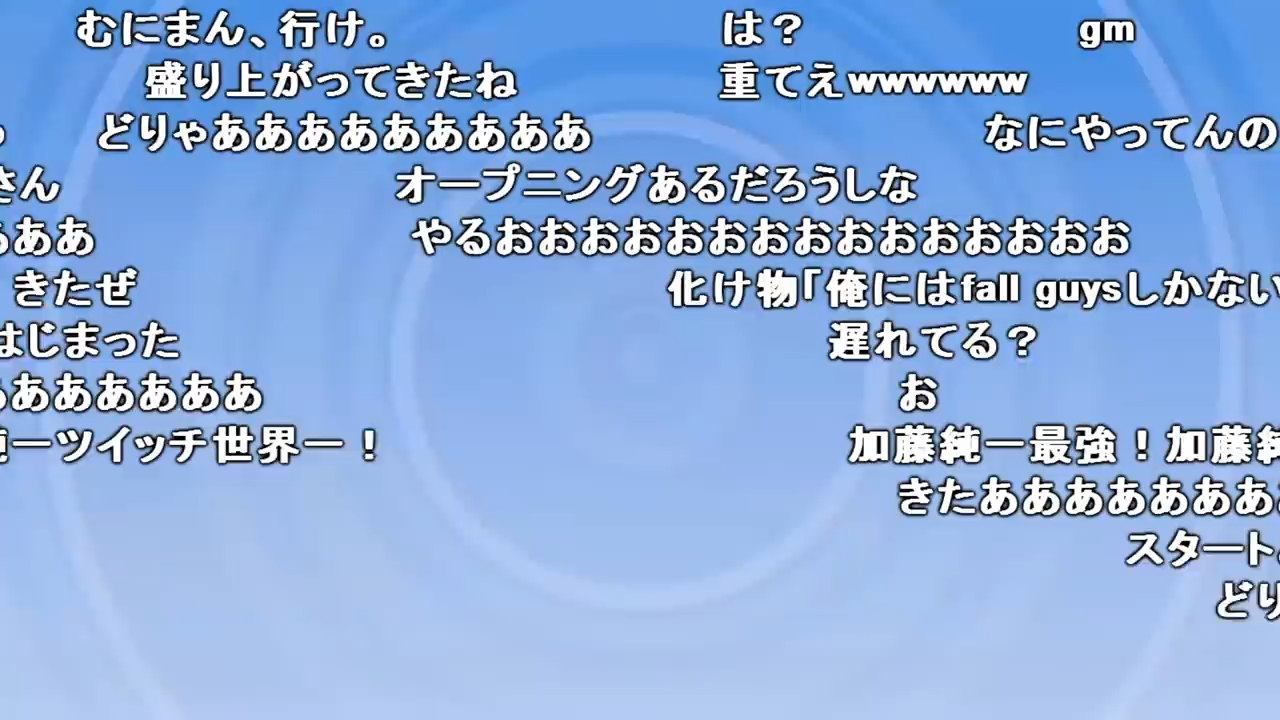 むにまん、行け。 は？ gm
盛り上がってきたね 重てえwwwwwww
どりゃあああああああああ なにやってんの
さん オープニングあるだろうしな
ああ やるおおおおおおおおおおおおおおお
きたぜ 化け物「俺にはfall guysしかない
はじまった 遅れてる？
ああああああ お
一ツイッチ世界一！ 加藤純一最強！加藤純
きたあああああああ
スタート
どり